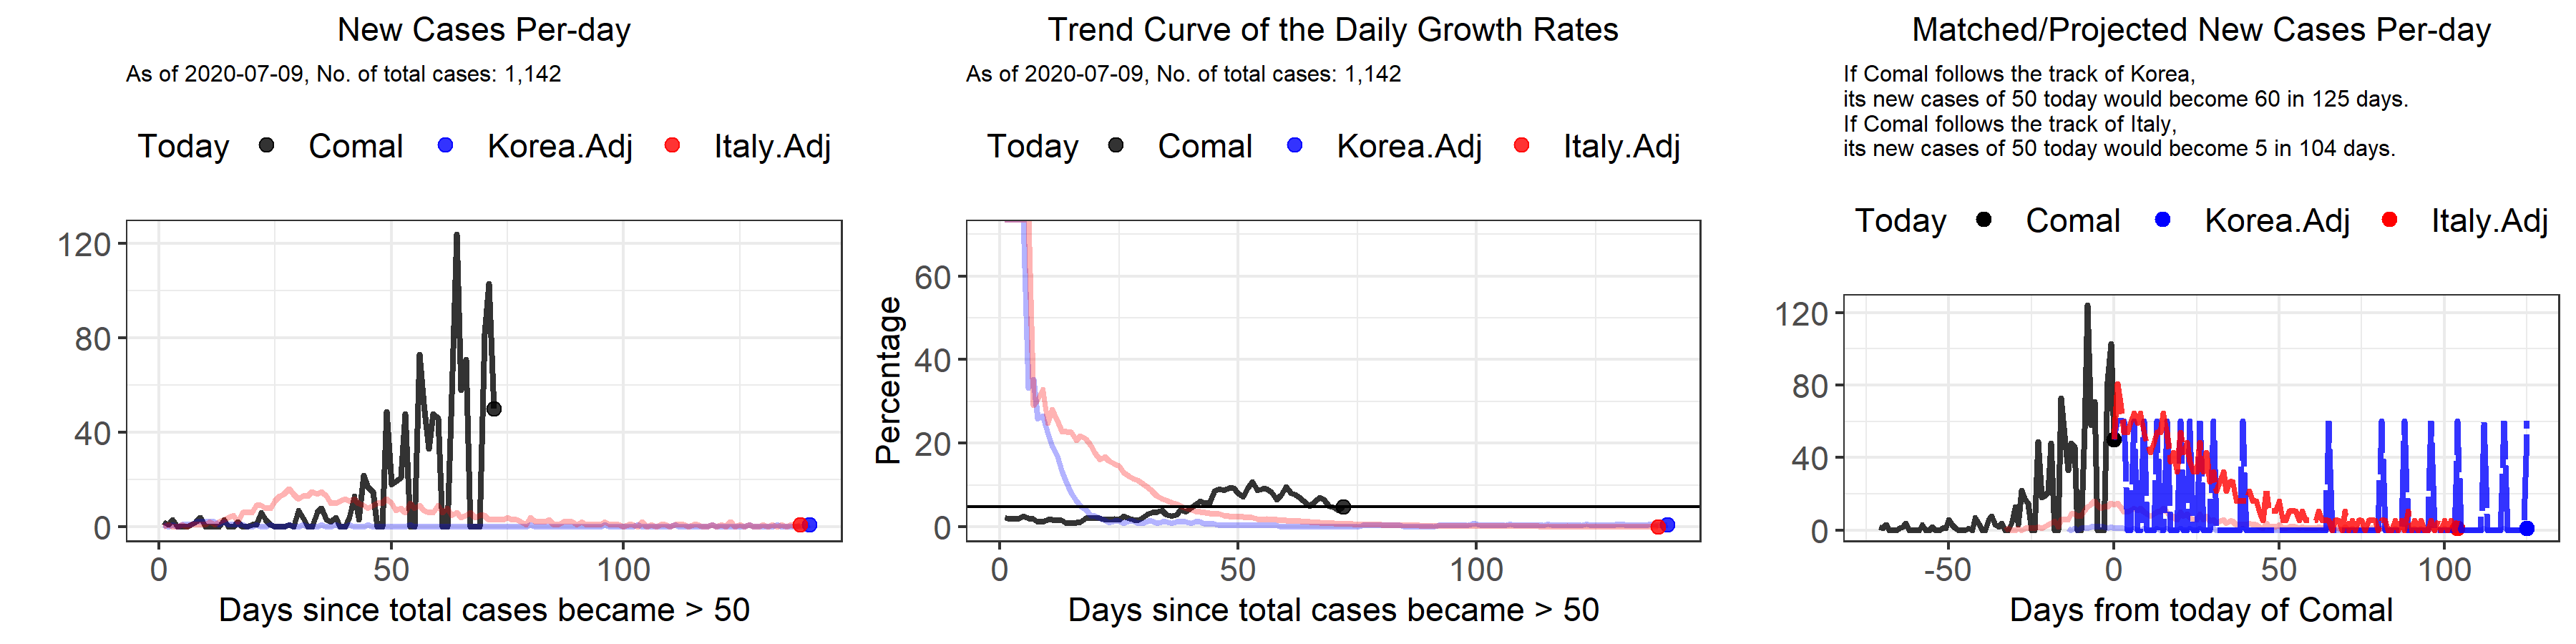 New Cases Per-day
As of 2020-07-09, No. of total cases: 1,142
Today Comal Korea.Adj Italy.Adj
120
80
40
0
0 50 100
Days since total cases became > 50
Trend Curve of the Daily Growth Rates
As of 2020-07-09, No. of total cases: 1,142
Today Comal Korea.Adj Italy.Adj
Percentage
60
40
20
0
0 50 100
Days since total cases became > 50
Matched/Projected New Cases Per-day
If Comal follows the track of Korea,
its new cases of 50 today would become 60 in 125 days.
If Comal follows the track of Italy,
its new cases of 50 today would become 5 in 104 days.
Today Comal Korea.Adj Italy.Adj
120
80
40
0
-50 0 50 100
Days from today of Comal